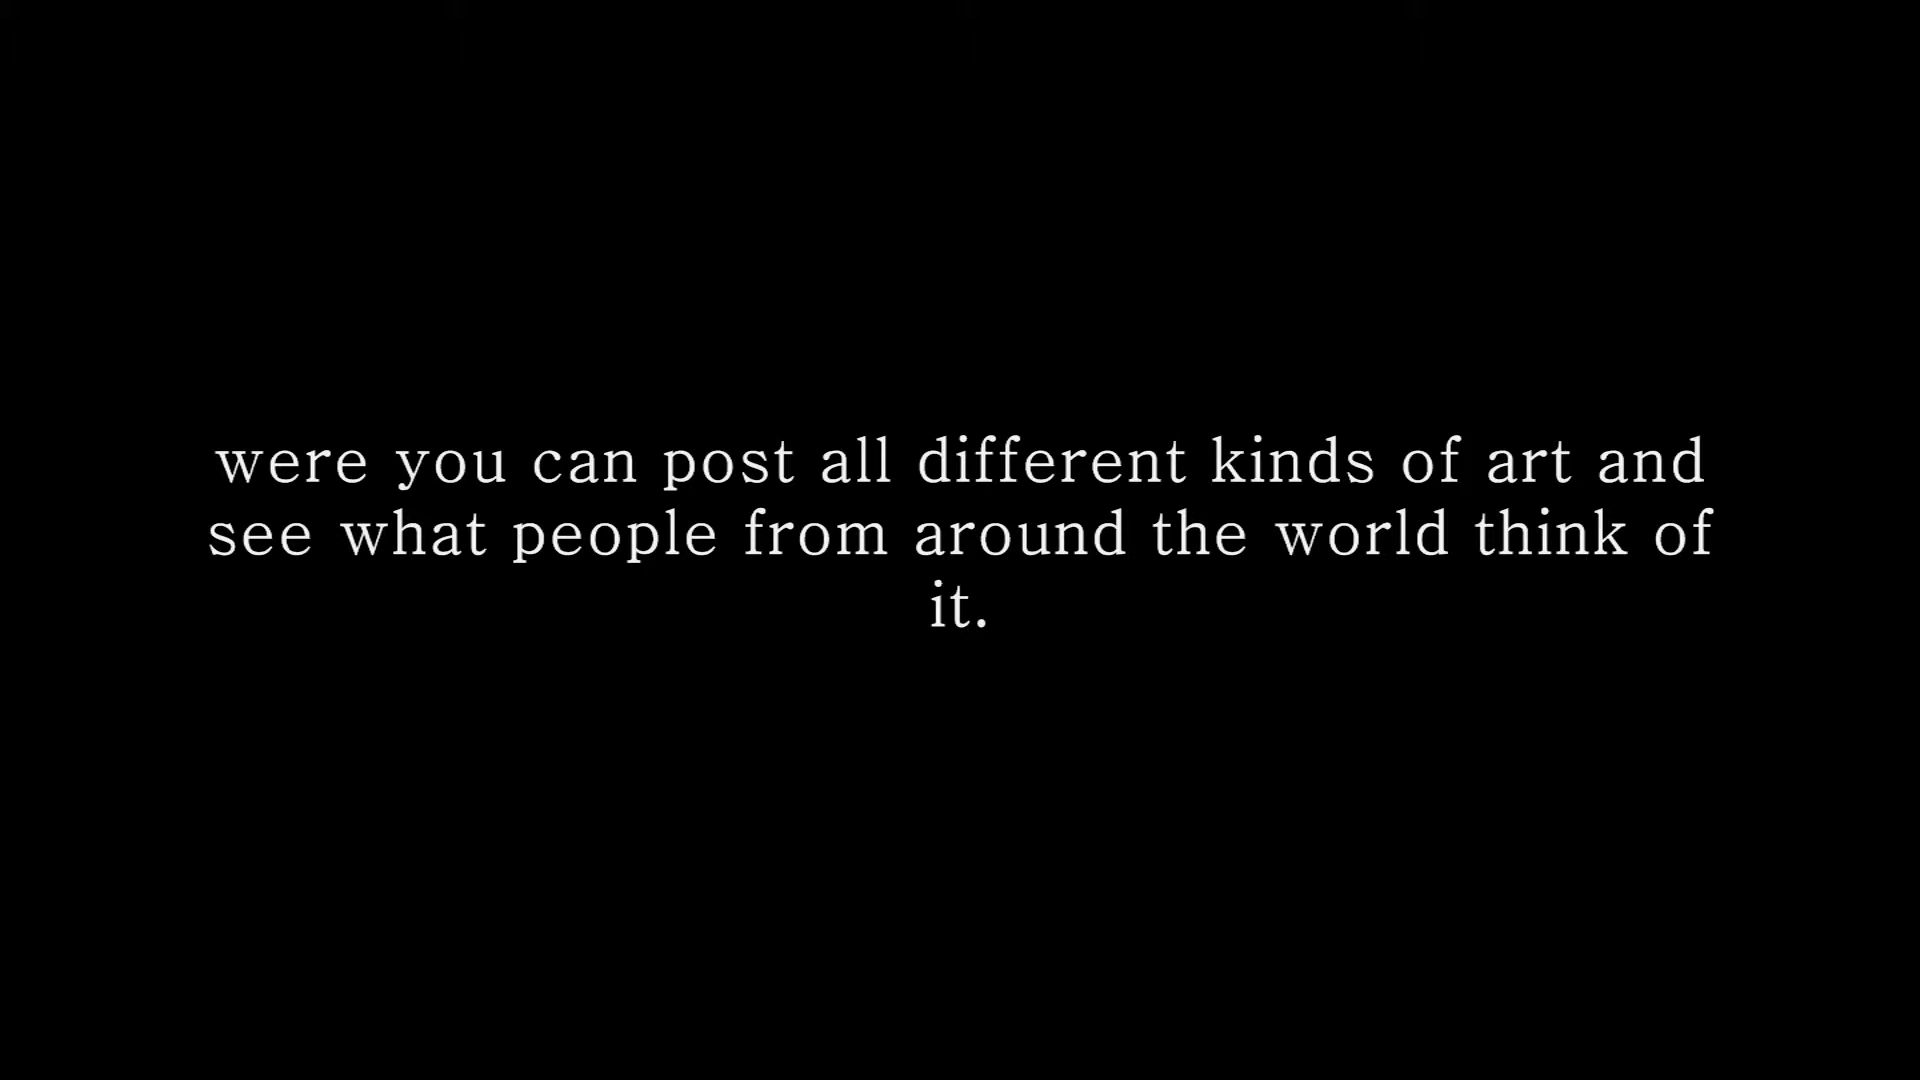 were you can post all different kinds of art and
see what people from around the world think of
it.